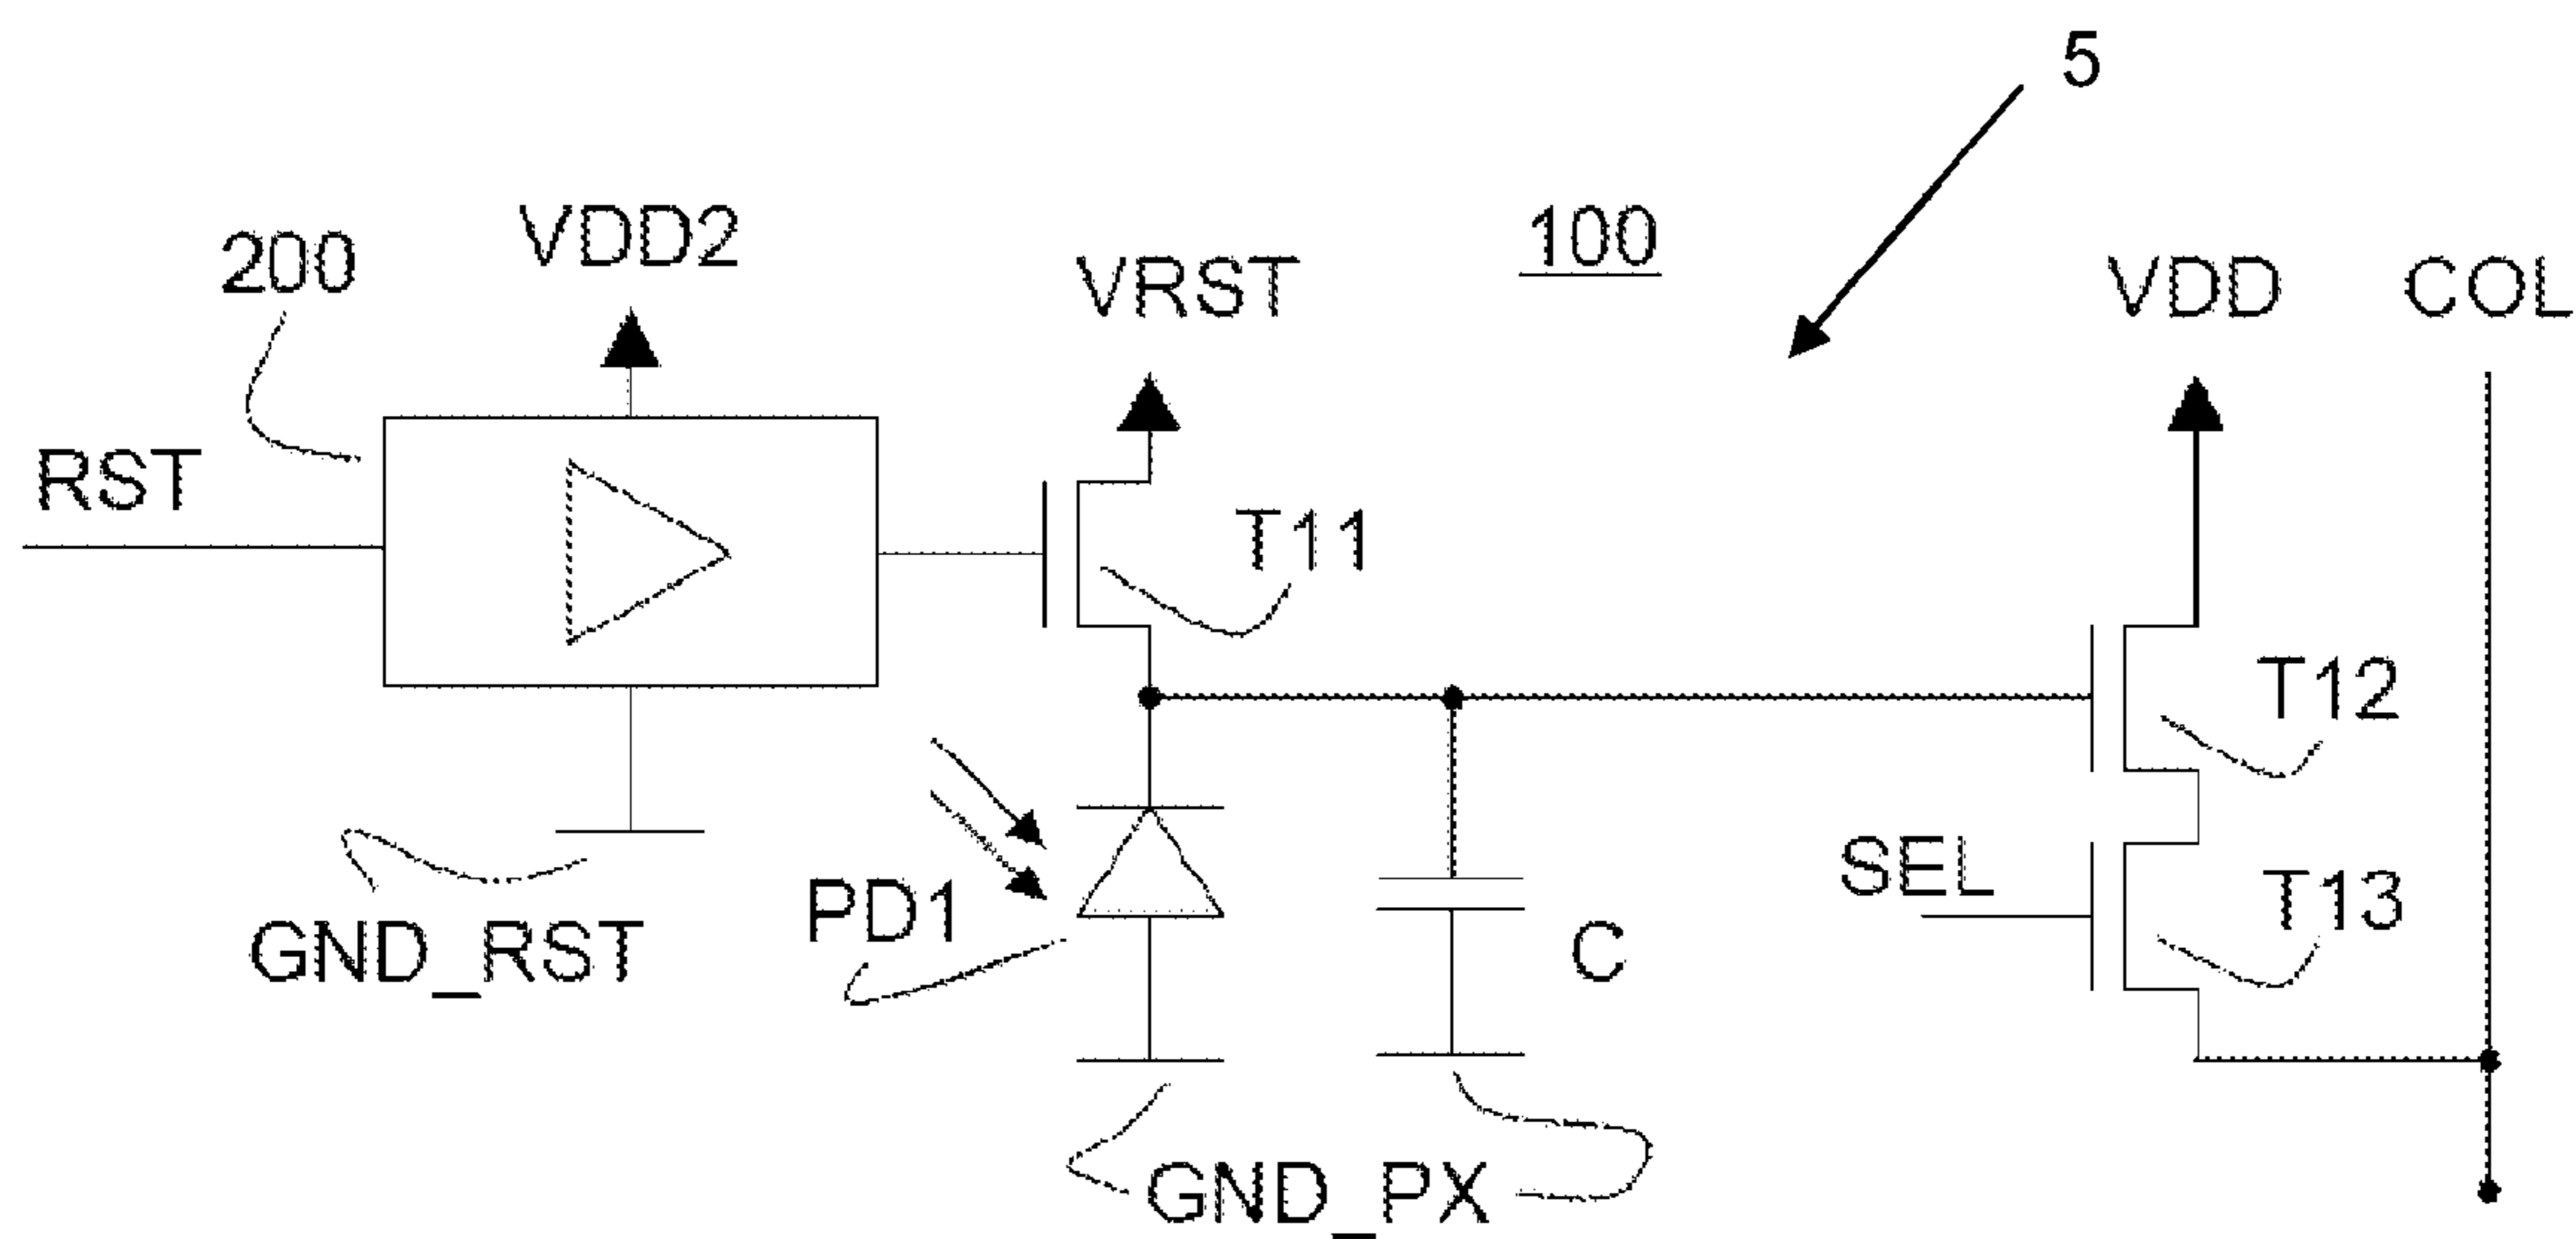 5
200
VDD2
VRST
100
VDD
COL
RST
T11
T12
SEL
T13
PD1
C
GND_RST
GND_PX